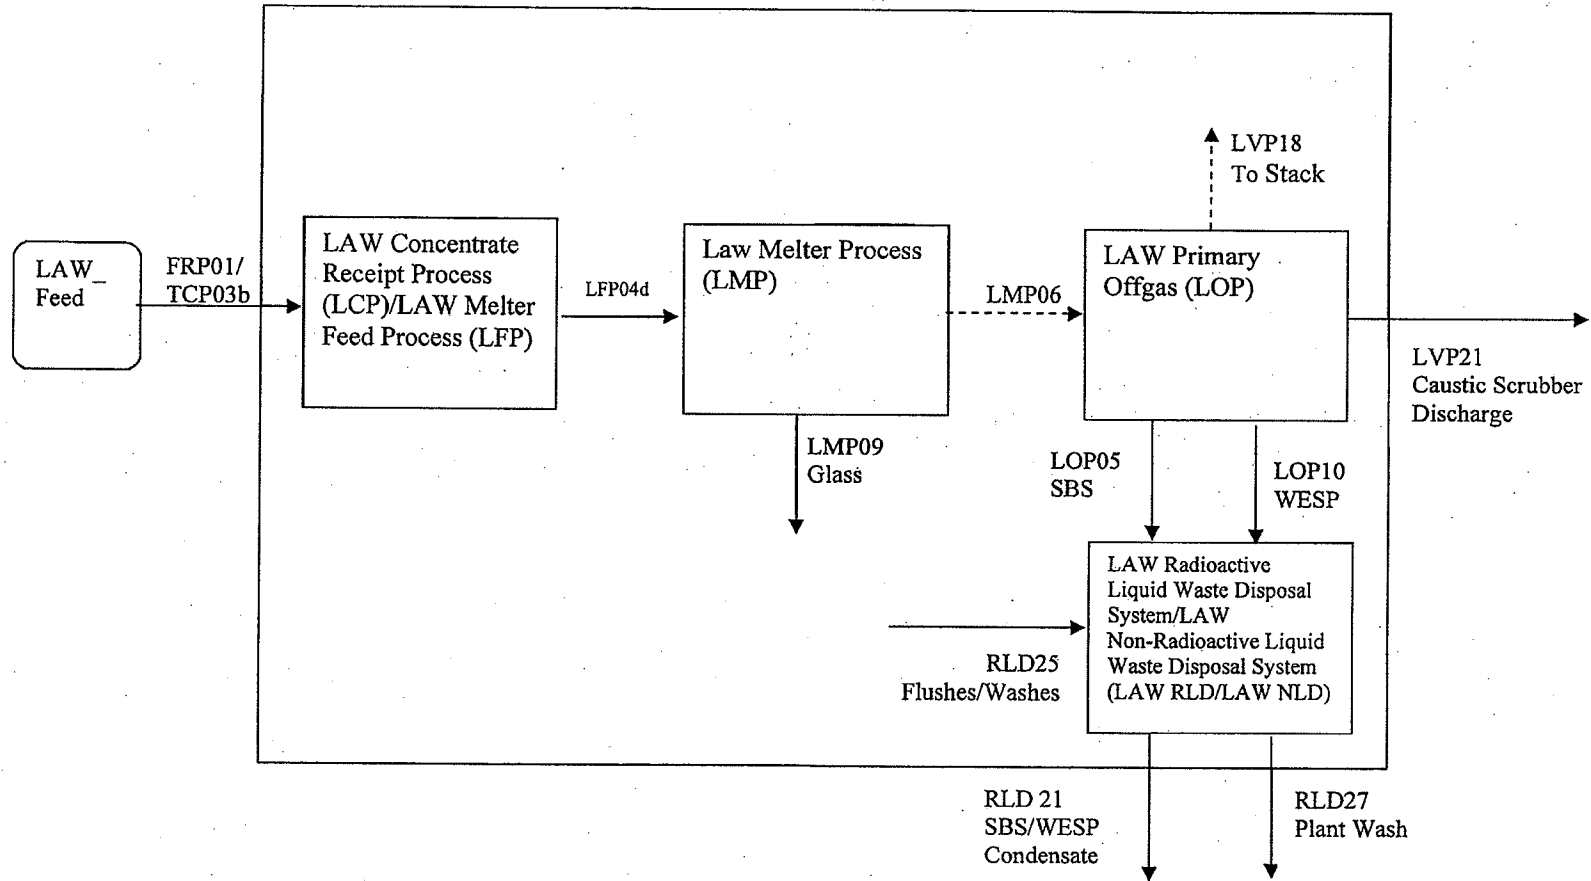 LVP18
To Stack
LAW_
Feed
FRP01/
TCP03b
LAW Concentrate
Receipt Process
(LCP)/LAW Melter
Feed Process (LFP)
LFP04d
Law Melter Process
(LMP)
LMP06
LAW Primary
Offgas (LOP)
LVP21
Caustic Scrubber
Discharge
LMP09
Glass
LOP05
SBS
LOP10
WESP
LAW Radioactive
Liquid Waste Disposal
System/LAW
Non-Radioactive Liquid
Waste Disposal System
(LAW RLD/LAW NLD)
RLD25
Flushes/Washes
RLD 21
SBS/WESP
Condensate
RLD27
Plant Wash